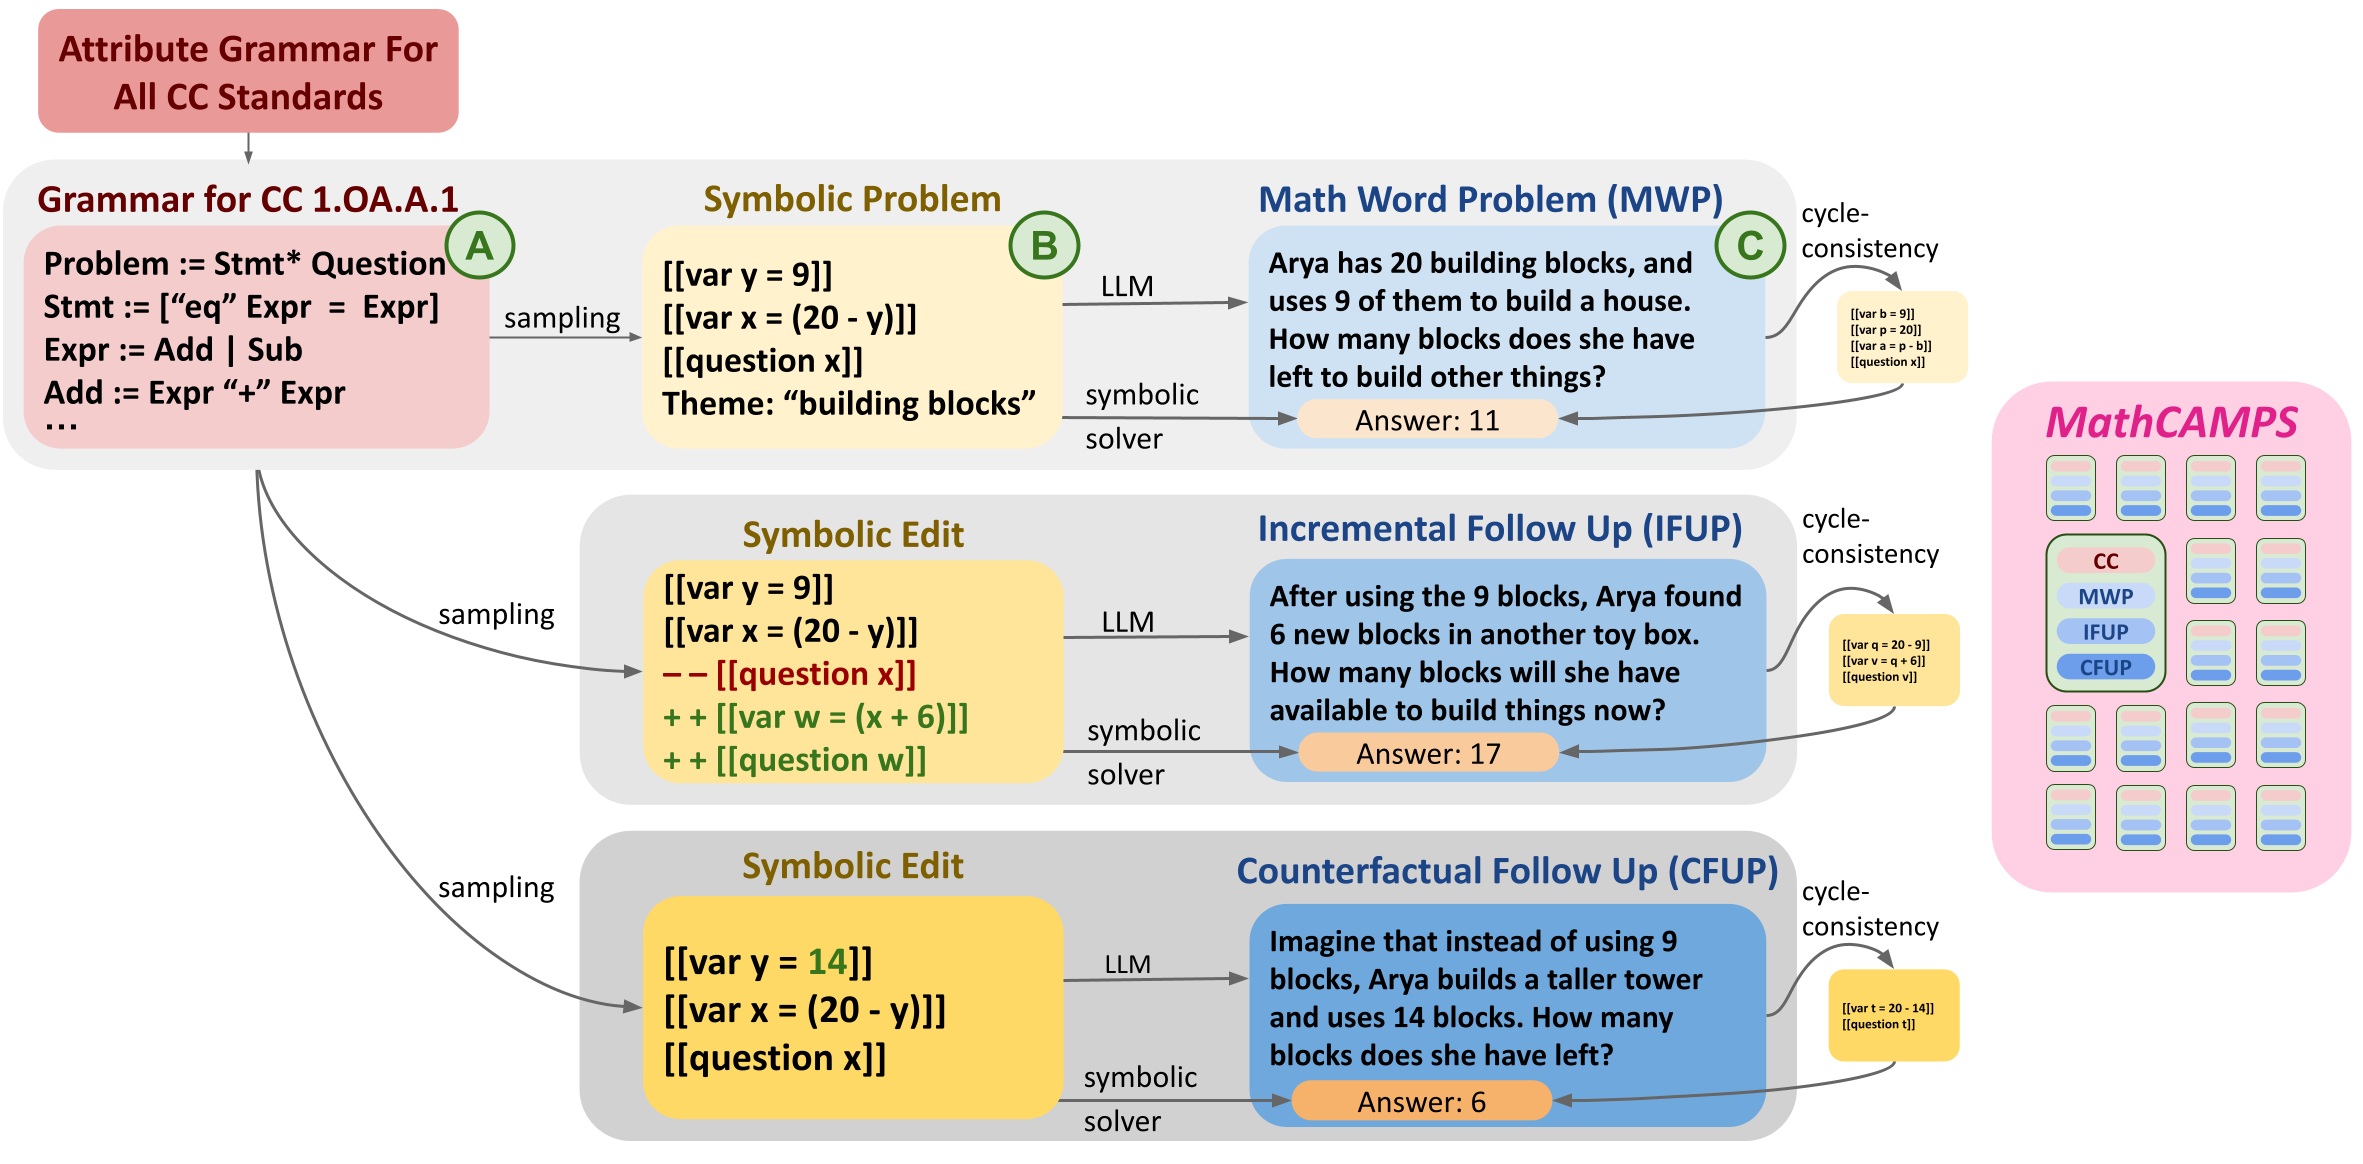 Attribute Grammar For
All CC Standards
Grammar for CC 1.OA.A.1
A
Problem := Stmt* Question
Stmt := [“eq” Expr = Expr]
Expr := Add | Sub
Add := Expr “+” Expr
...
sampling
Symbolic Problem
B
[[var y = 9]]
[[var x = (20 - y)]]
[[question x]]
Theme: “building blocks”
LLM
symbolic
solver
Math Word Problem (MWP)
C
Arya has 20 building blocks, and
uses 9 of them to build a house.
How many blocks does she have
left to build other things?
Answer: 11
cycle-
consistency
[[var b = 9]]
[[var p = 20]]
[[var a = p - b]]
[[question x]]
sampling
Symbolic Edit
[[var y = 9]]
[[var x = (20 - y)]]
– – [[question x]]
+ + [[var w = (x + 6)]]
+ + [[question w]]
LLM
symbolic
solver
Incremental Follow Up (IFUP)
After using the 9 blocks, Arya found
6 new blocks in another toy box.
How many blocks will she have
available to build things now?
Answer: 17
cycle-
consistency
[[var q = 20 - 9]]
[[var v = q + 6]]
[[question v]]
sampling
Symbolic Edit
[[var y = 14]]
[[var x = (20 - y)]]
[[question x]]
LLM
symbolic
solver
Counterfactual Follow Up (CFUP)
Imagine that instead of using 9
blocks, Arya builds a taller tower
and uses 14 blocks. How many
blocks does she have left?
Answer: 6
cycle-
consistency
[[var t = 20 - 14]]
[[question t]]
MathCAMPS
CC
MWP
IFUP
CFUP